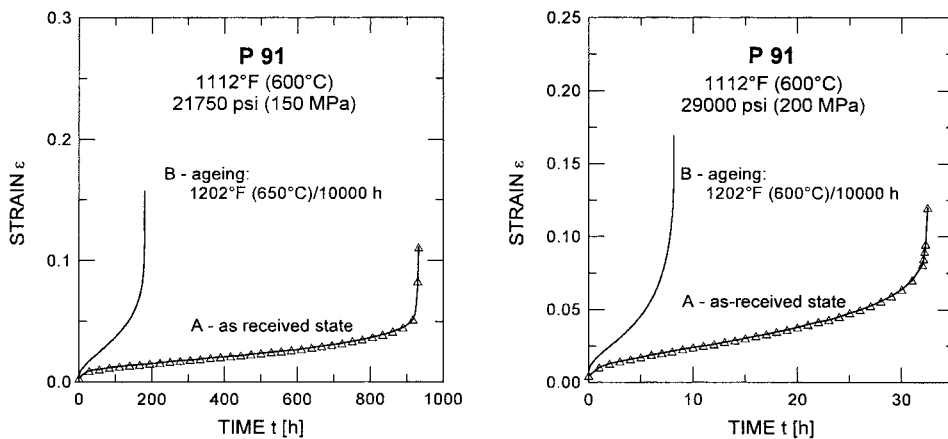 0.3
0.2
0.1
0.0
STRAIN ε
P 91
1112°F (600°C)
21750 psi (150 MPa)
B - ageing:
1202°F (650°C)/10000 h
A - as received state
0
200
400
600
800
1000
TIME t [h]
0.25
0.20
0.15
0.10
0.05
0.00
STRAIN ε
P 91
1112°F (600°C)
29000 psi (200 MPa)
B - ageing:
1202°F (600°C)/10000 h
A - as-received state
0
10
20
30
TIME t [h]